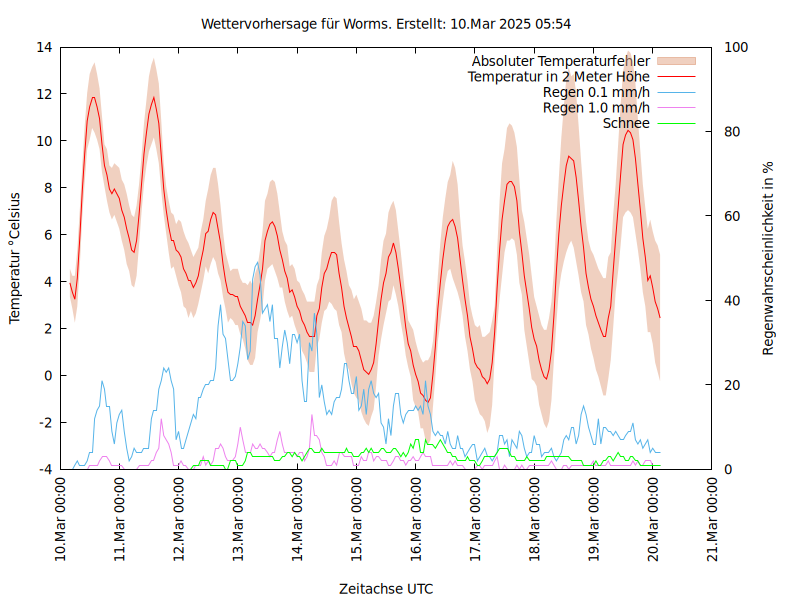 Wettervorhersage für Worms. Erstellt: 10.Mar 2025 05:54
Absoluter Temperaturfehler
Temperatur in 2 Meter Höhe
Regen 0.1 mm/h
Regen 1.0 mm/h
Schnee
Temperatur °Celsius
14
12
10
8
6
4
2
0
-2
-4
100
80
60
40
20
0
Regenwahrscheinlichkeit in %
10.Mar 00:00
11.Mar 00:00
12.Mar 00:00
13.Mar 00:00
14.Mar 00:00
15.Mar 00:00
16.Mar 00:00
17.Mar 00:00
18.Mar 00:00
19.Mar 00:00
20.Mar 00:00
21.Mar 00:00
Zeitachse UTC